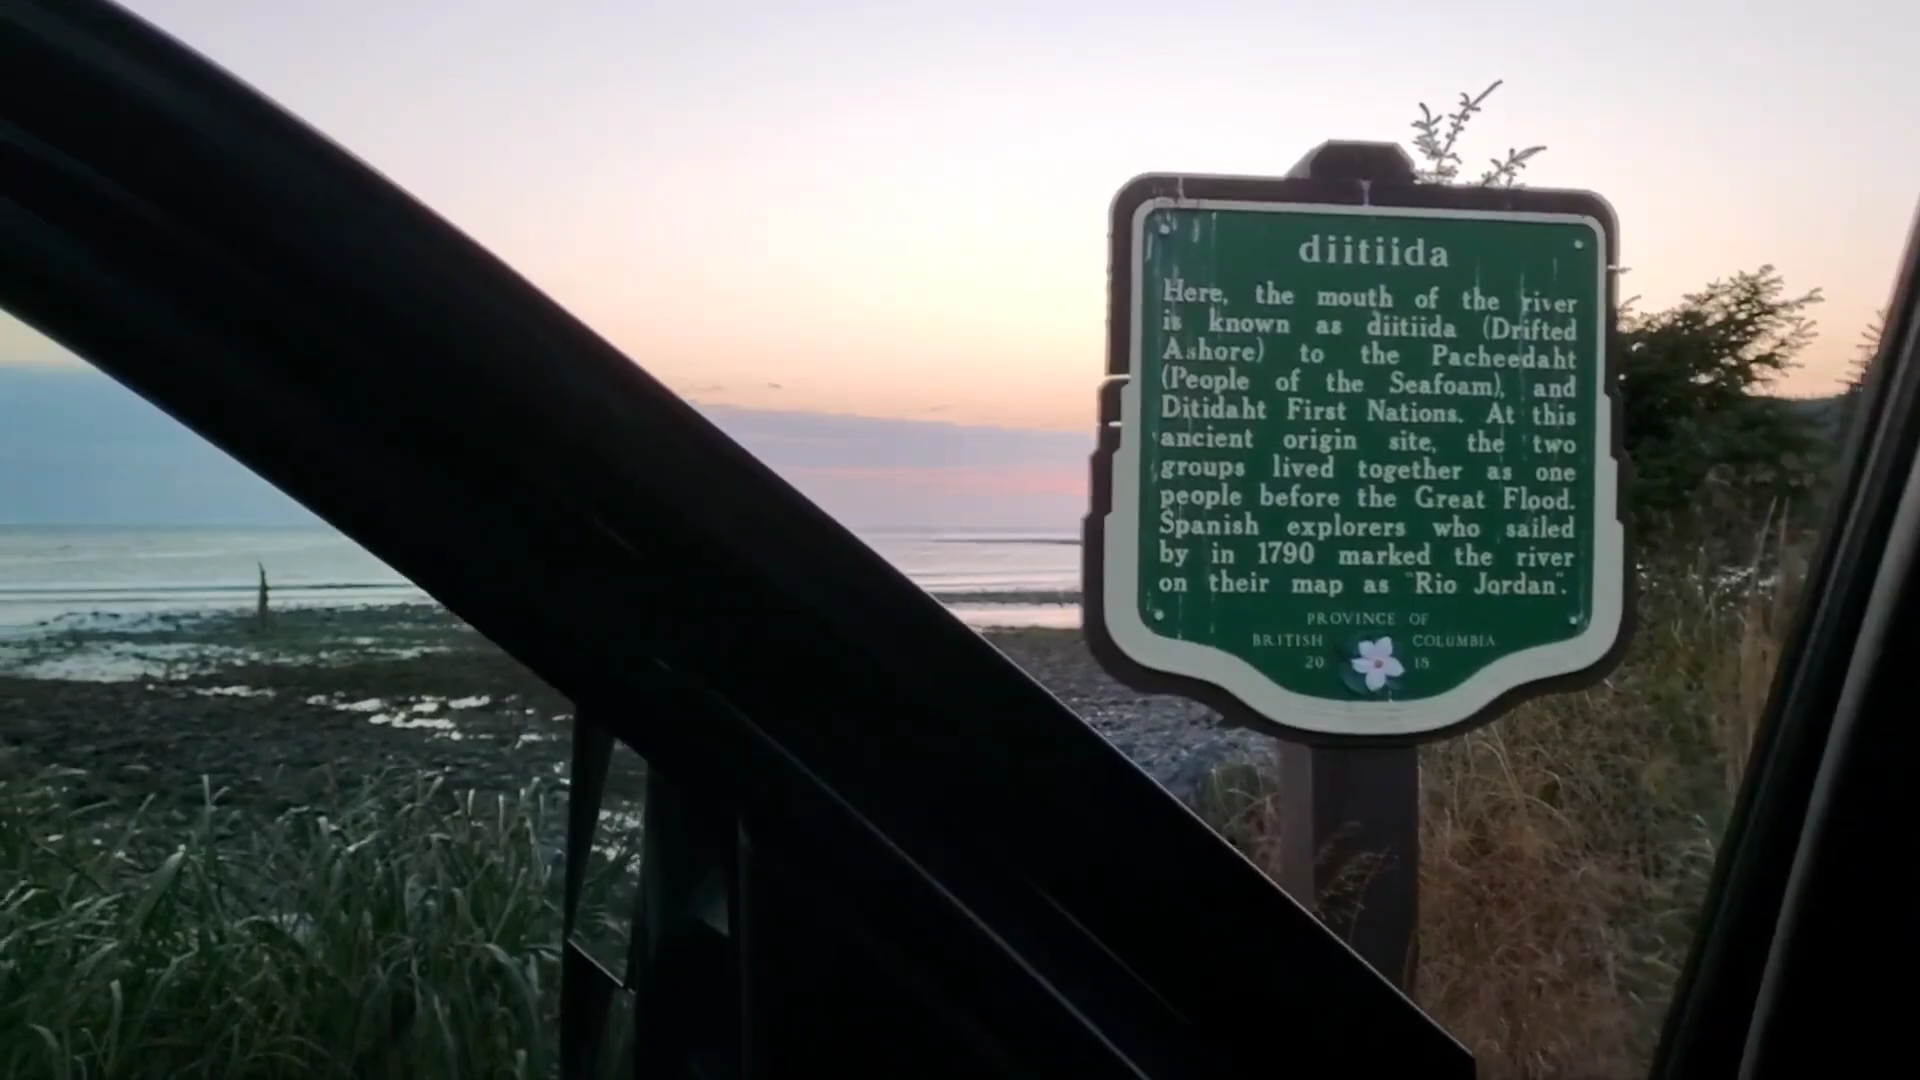 diitiida
Here, the mouth of the river
is known as diitiida (Drifted
Ashore) to the Pacheedaht
(People of the Seafoam), and
Ditidaht First Nations. At this
ancient origin site, the two
groups lived together as one
people before the Great Flood.
Spanish explorers who sailed
by in 1790 marked the river
on their map as "Rio Jordan".
PROVINCE OF
BRITISH COLUMBIA
20 18